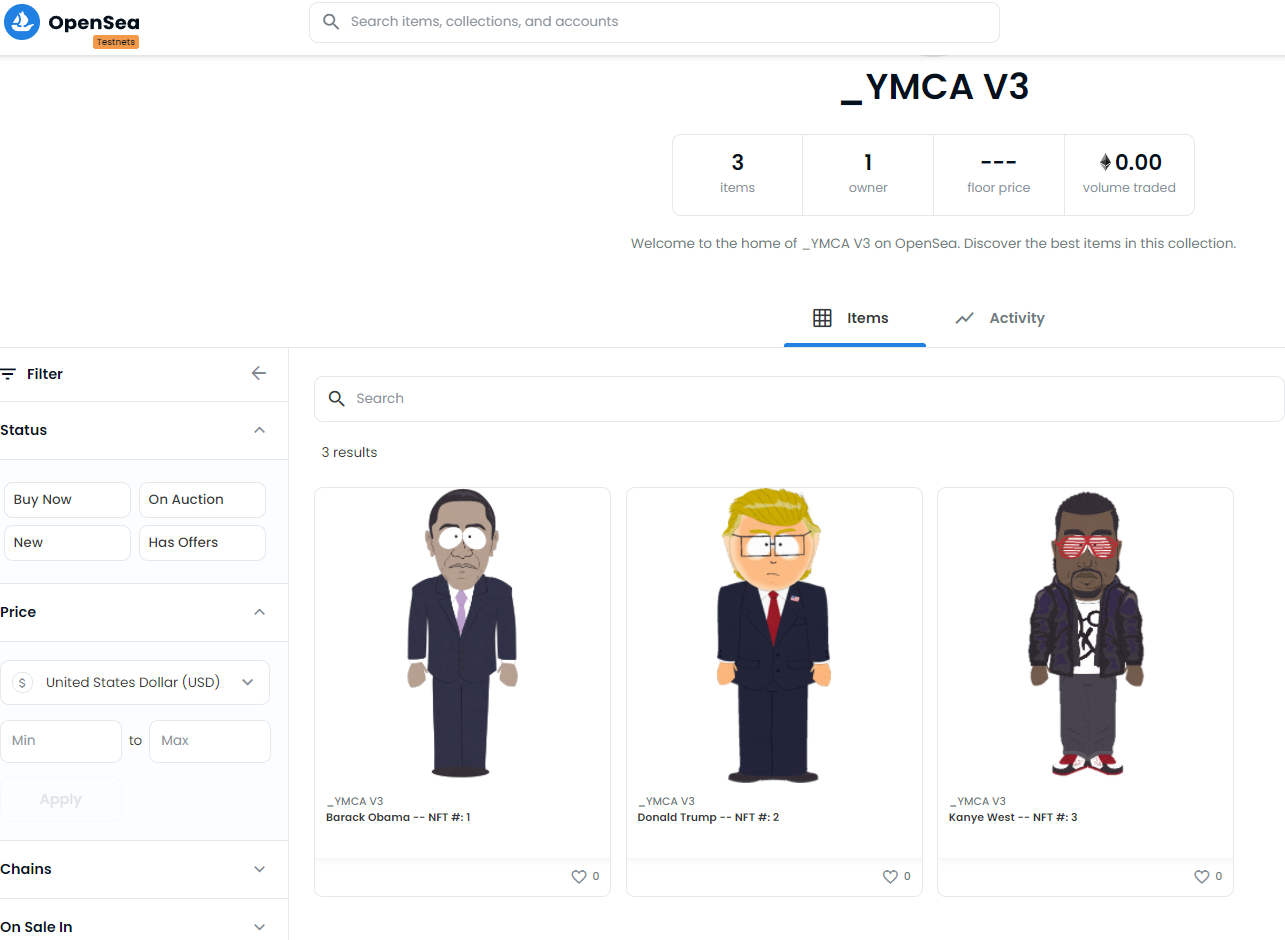 OpenSea
Testnets
Search items, collections, and accounts
_YMCA V3
3
items
1
owner
---
floor price
0.00
volume traded
Welcome to the home of _YMCA V3 on OpenSea. Discover the best items in this collection.
Items
Activity
Filter
Status
Buy Now
On Auction
New
Has Offers
Price
$ United States Dollar (USD)
Min to Max
Apply
Chains
On Sale In
Search
3 results
_YMCA V3
Barack Obama -- NFT #: 1
0
_YMCA V3
Donald Trump -- NFT #: 2
0
_YMCA V3
Kanye West -- NFT #: 3
0